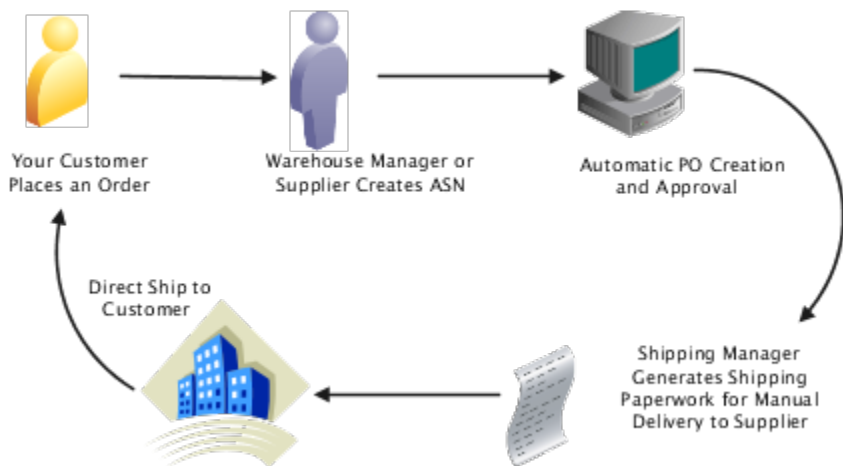 Your Customer
Places an Order
Warehouse Manager or
Supplier Creates ASN
Automatic PO Creation
and Approval
Shipping Manager
Generates Shipping
Paperwork for Manual
Delivery to Supplier
Direct Ship to
Customer